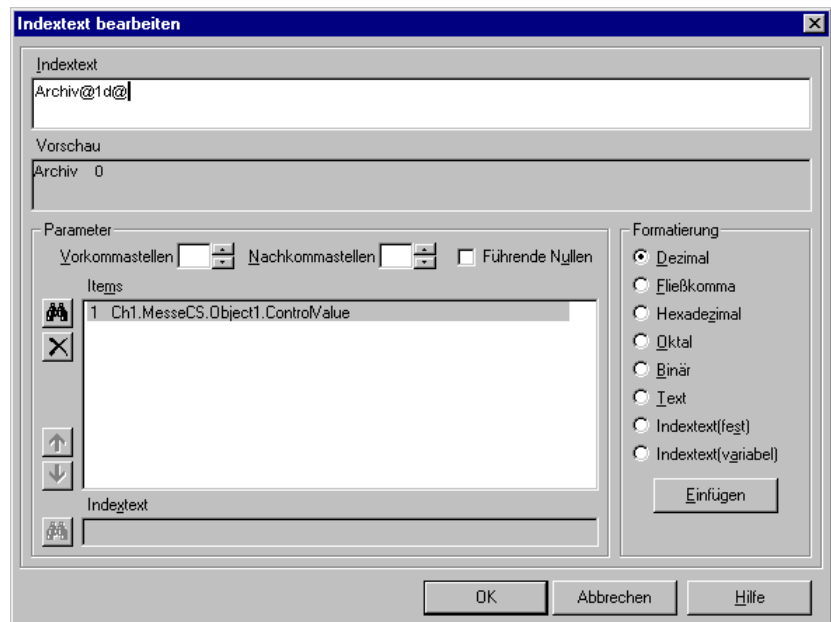 Indextext bearbeiten
Indextext
Archiv@1d@
Vorschau
Archiv 0
Parameter
Vorkommastellen Nachkommastellen Führende Nullen
Items
1 Ch1.MesseCS.Object1.ControlValue
Indextext
Formatierung
Dezimal
Fließkomma
Hexadezimal
Oktal
Binär
Text
Indextext(fest)
Indextext(variabel)
Einfügen
OK Abbrechen Hilfe